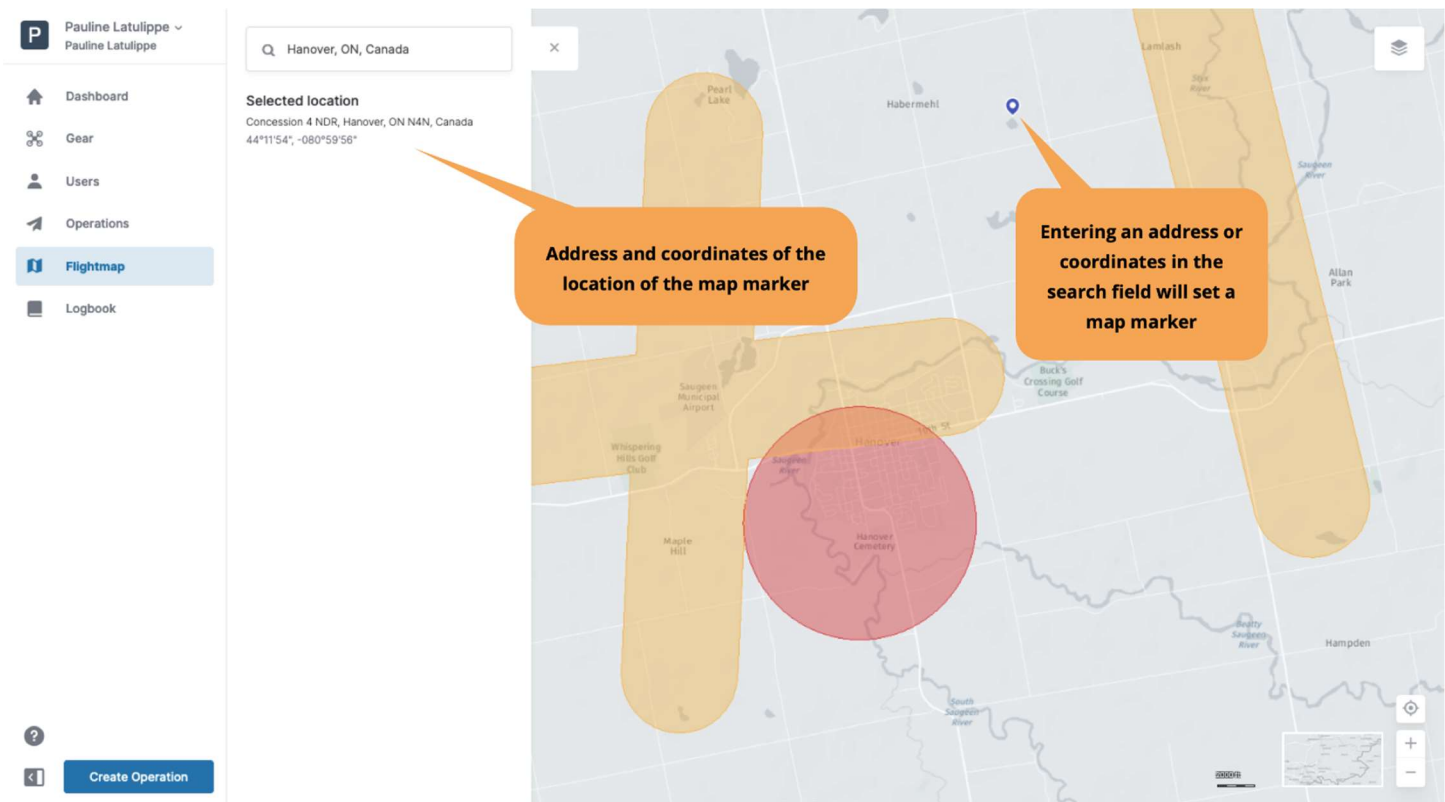 P
Pauline Latulippe
Pauline Latulippe
Dashboard
Gear
Users
Operations
Flightmap
Logbook
?
Create Operation
Hanover, ON, Canada
Selected location
Concession 4 NDR, Hanover, ON N4N, Canada
44°11'54", -080°59'56"
Address and coordinates of the
location of the map marker
Entering an address or
coordinates in the
search field will set a
map marker
Lamlash
Styx
River
Pearl
Lake
Habermehl
Saugeen
River
Allan
Park
Buck's
Crossing Golf
Course
Saugeen
Municipal
Airport
10th St
Hanover
Whispering
Hills Golf
Club
Saugeen
River
Maple
Hill
Hanover
Cemetery
Beatty
Saugeen
River
Hampden
South
Saugeen
River
+
−